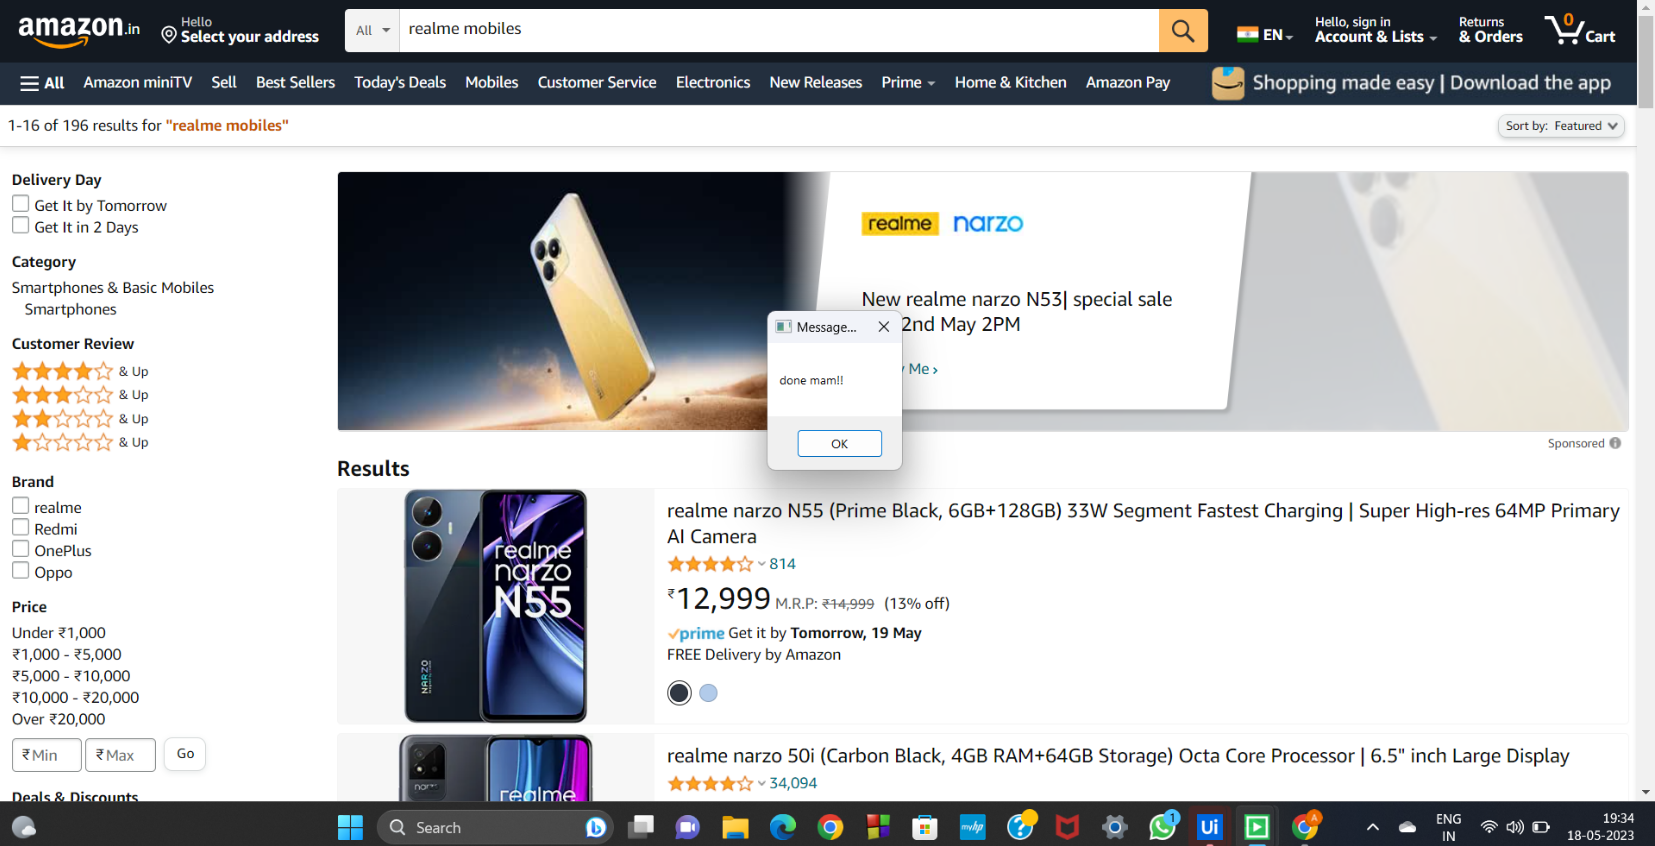 amazon.in
Hello
Select your address
All
realme mobiles
EN
Hello, sign in
Account & Lists
Returns
& Orders
0
Cart
All
Amazon miniTV
Sell
Best Sellers
Today's Deals
Mobiles
Customer Service
Electronics
New Releases
Prime
Home & Kitchen
Amazon Pay
Shopping made easy | Download the app
1-16 of 196 results for "realme mobiles"
Sort by: Featured
Delivery Day
Get It by Tomorrow
Get It in 2 Days
Category
Smartphones & Basic Mobiles
Smartphones
Customer Review
& Up
& Up
& Up
& Up
Brand
realme
Redmi
OnePlus
Oppo
Price
Under ₹1,000
₹1,000 - ₹5,000
₹5,000 - ₹10,000
₹10,000 - ₹20,000
Over ₹20,000
₹ Min
₹ Max
Go
Deals & Discounts
realme narzo
New realme narzo N53| special sale
2nd May 2PM
Me ›
Message...
done mam!!
OK
Sponsored
Results
realme
narzo
N55
NARZO
realme narzo N55 (Prime Black, 6GB+128GB) 33W Segment Fastest Charging | Super High-res 64MP Primary
AI Camera
814
₹12,999 M.R.P: ₹14,999 (13% off)
prime Get it by Tomorrow, 19 May
FREE Delivery by Amazon
realme
realme narzo 50i (Carbon Black, 4GB RAM+64GB Storage) Octa Core Processor | 6.5" inch Large Display
34,094
Search
myhp
1
Ui
A
ENG
IN
19:34
18-05-2023